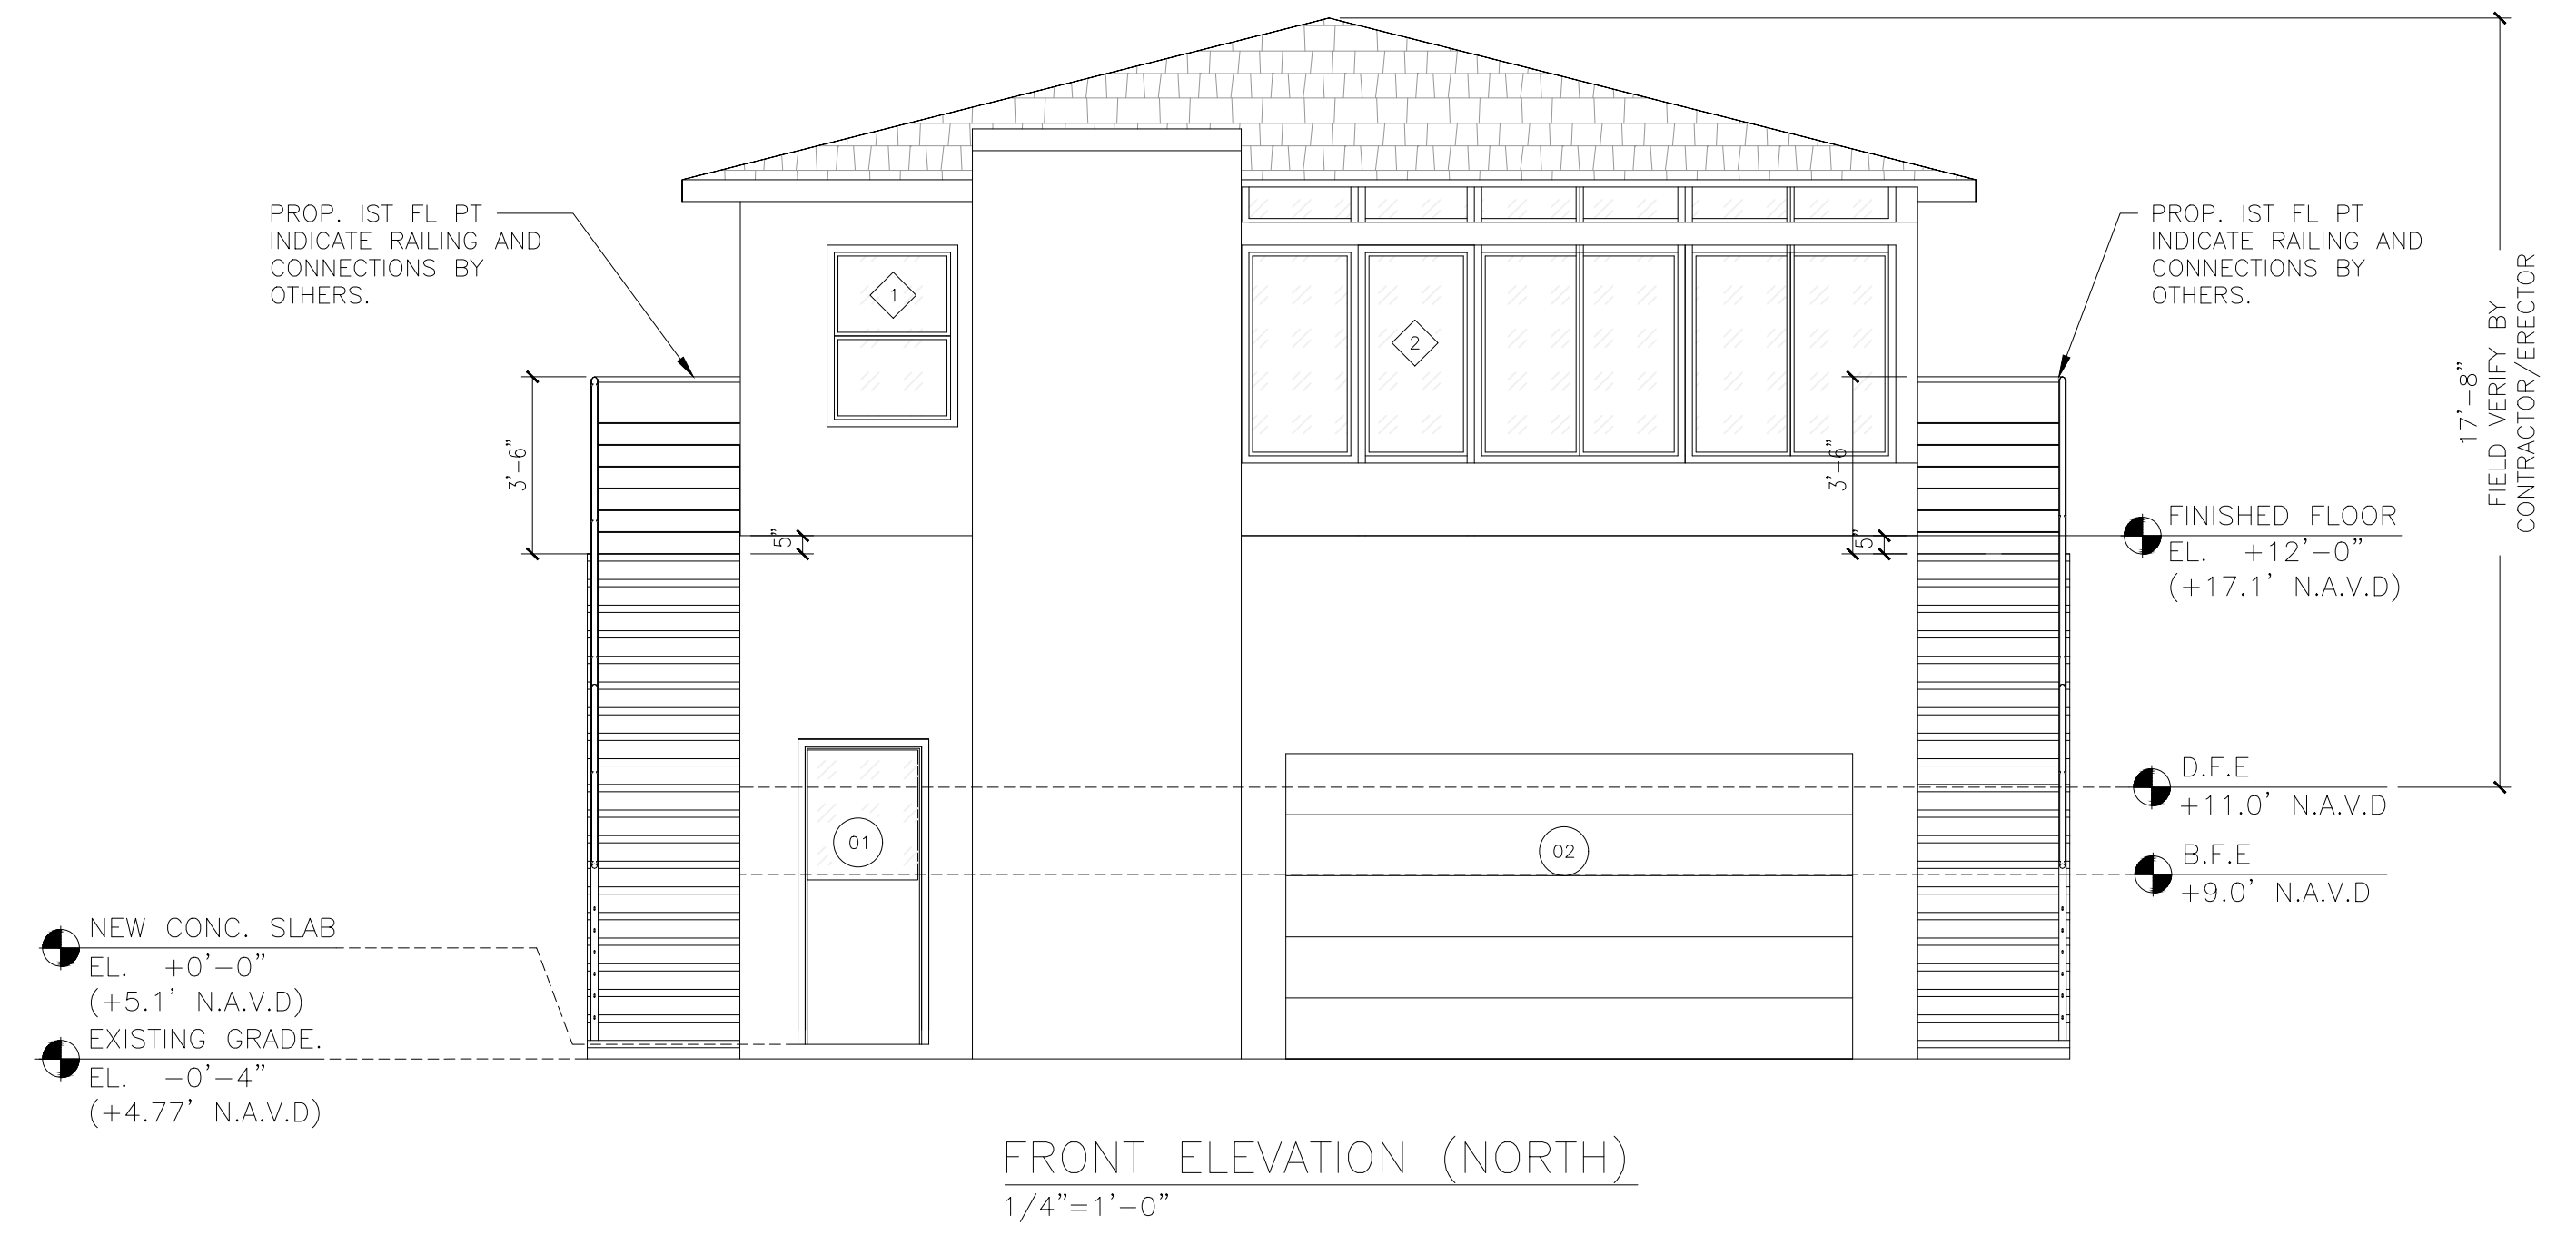 PROP. IST FL PT
INDICATE RAILING AND
CONNECTIONS BY
OTHERS.
PROP. IST FL PT
INDICATE RAILING AND
CONNECTIONS BY
OTHERS.
17'-8"
FIELD VERIFY BY
CONTRACTOR/ERECTOR
1
2
3'-6"
3'-6"
5"
5"
FINISHED FLOOR
EL. +12'-0"
(+17.1' N.A.V.D)
D.F.E
+11.0' N.A.V.D
B.F.E
+9.0' N.A.V.D
01
02
NEW CONC. SLAB
EL. +0'-0"
(+5.1' N.A.V.D)
EXISTING GRADE.
EL. -0'-4"
(+4.77' N.A.V.D)
FRONT ELEVATION (NORTH)
1/4"=1'-0"